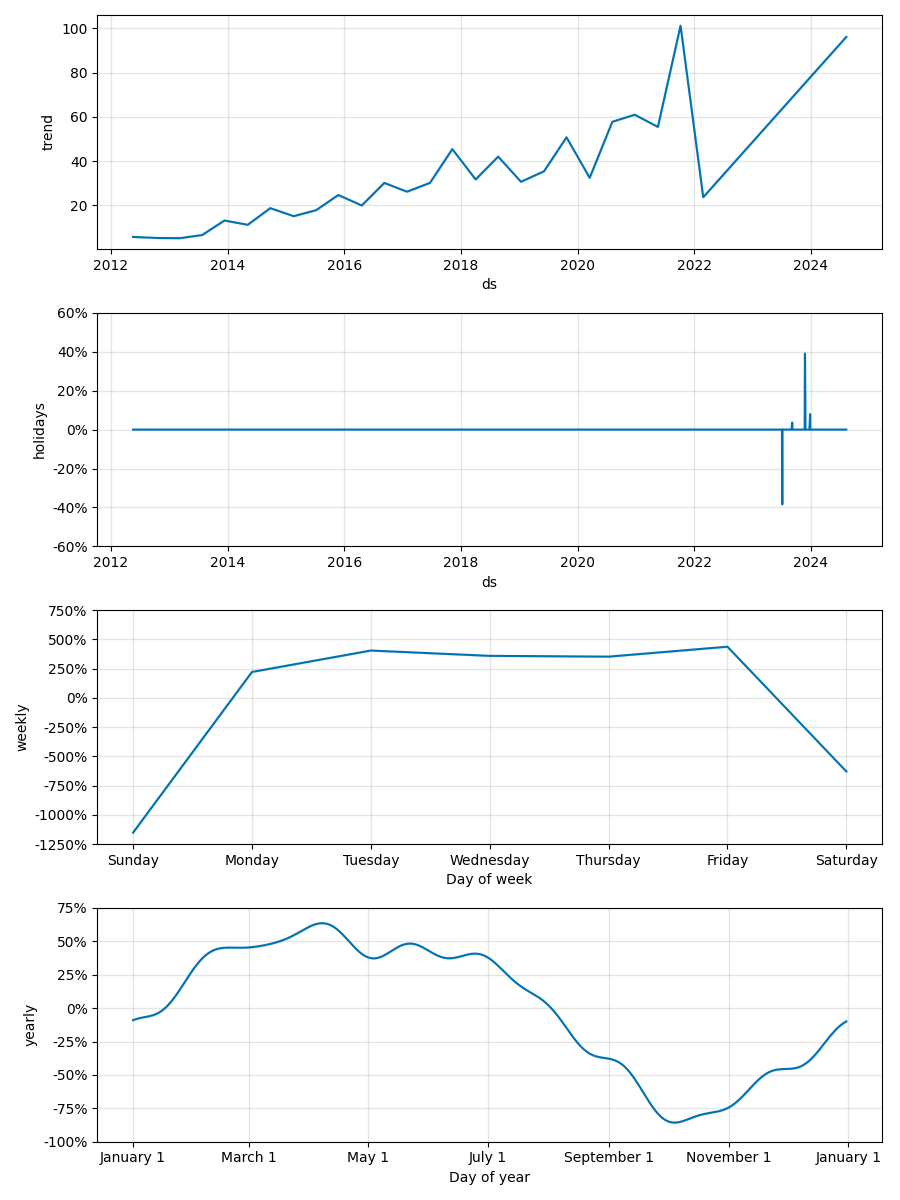 100
80
60
40
20
trend
2012 2014 2016 2018 2020 2022 2024
ds
60%
40%
20%
0%
-20%
-40%
-60%
holidays
2012 2014 2016 2018 2020 2022 2024
ds
750%
500%
250%
0%
-250%
-500%
-750%
-1000%
-1250%
weekly
Sunday Monday Tuesday Wednesday Thursday Friday Saturday
Day of week
75%
50%
25%
0%
-25%
-50%
-75%
-100%
yearly
January 1 March 1 May 1 July 1 September 1 November 1 January 1
Day of year